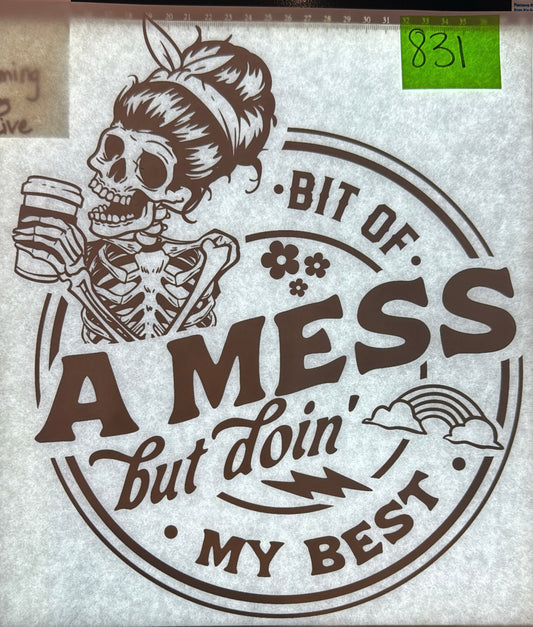 831
BIT OF
A MESS
but doin'
MY BEST